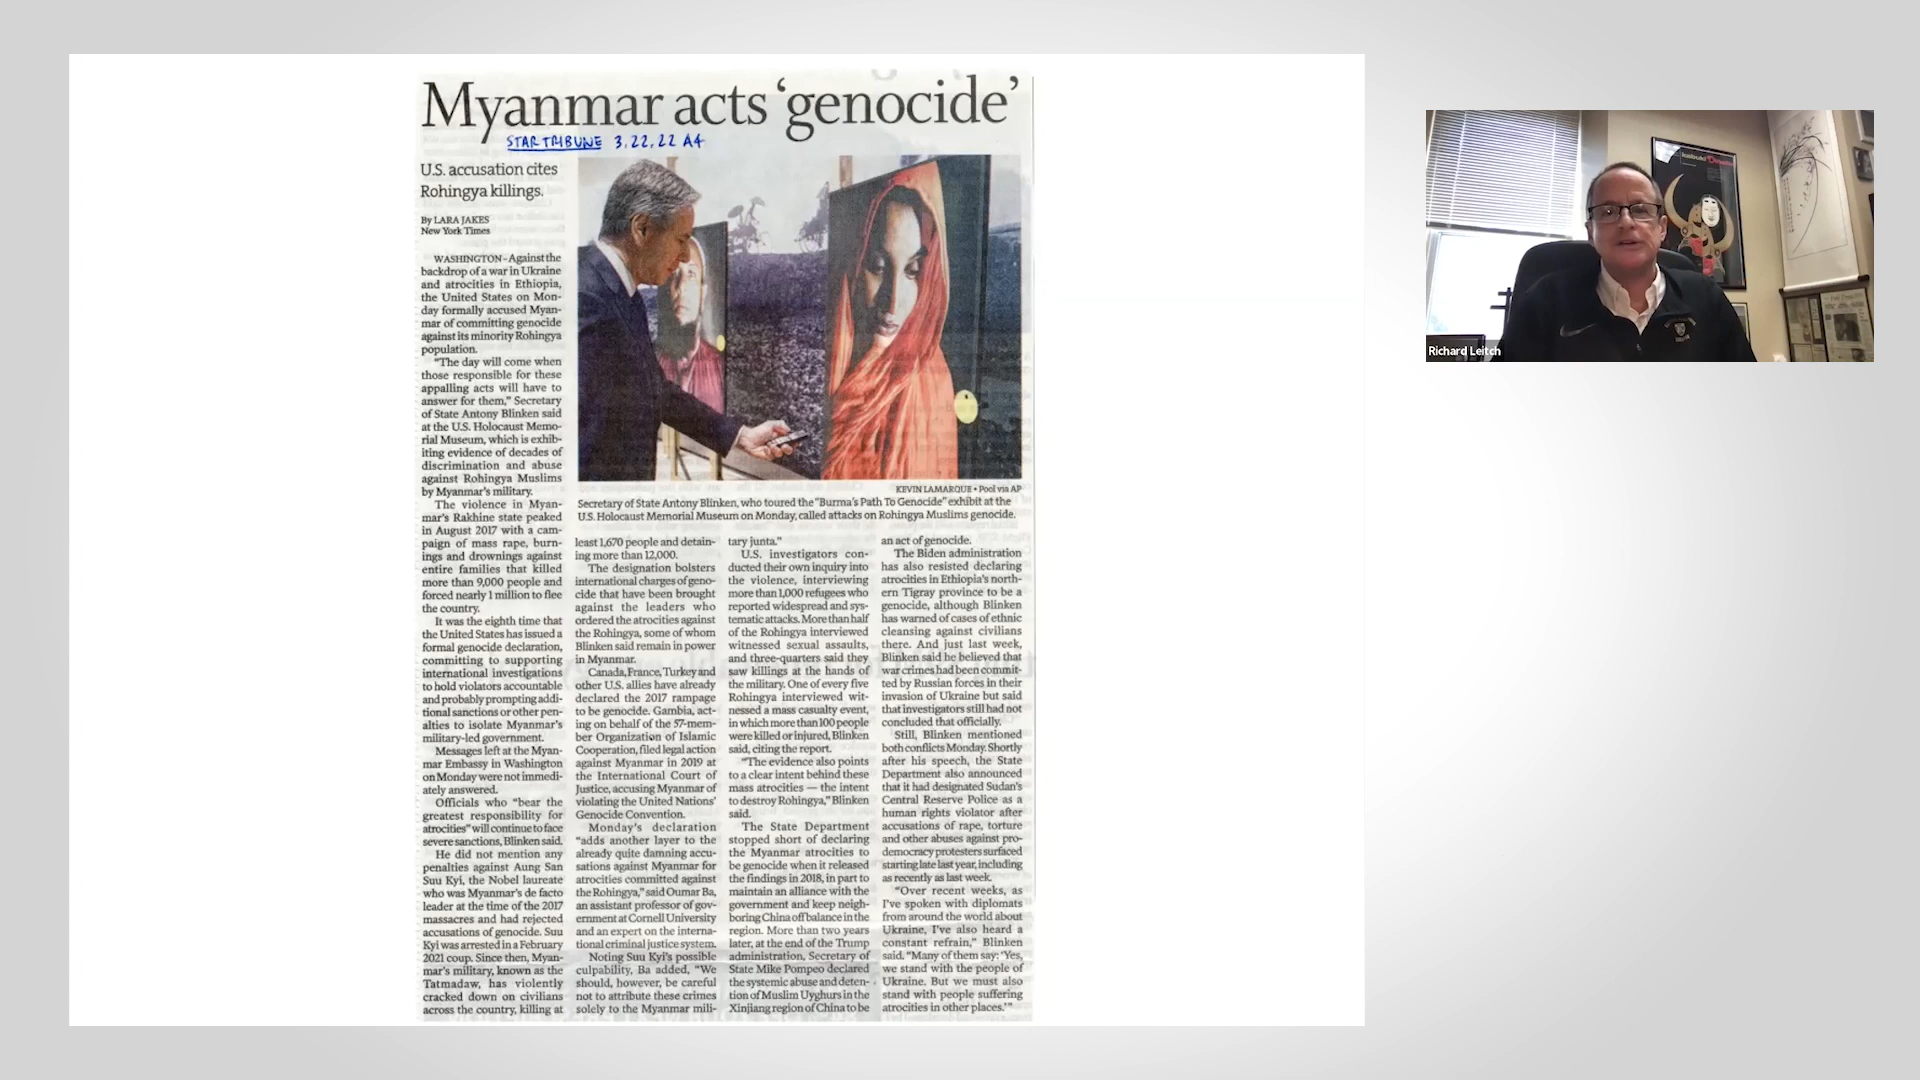 Myanmar acts ‘genocide’
STAR TRIBUNE 3.22.22 A4
U.S. accusation cites
Rohingya killings.
By LARA JAKES
New York Times
WASHINGTON – Against the
backdrop of a war in Ukraine
and atrocities in Ethiopia,
the United States on Mon-
day formally accused Myan-
mar of committing genocide
against its minority Rohingya
population.
“The day will come when
those responsible for these
appalling acts will have to
answer for them,” Secretary
of State Antony Blinken said
at the U.S. Holocaust Memo-
rial Museum, which is exhib-
iting evidence of decades of
discrimination and abuse
against Rohingya Muslims
by Myanmar’s military.
The violence in Myan-
mar’s Rakhine state peaked
in August 2017 with a cam-
paign of mass rape, burn-
ings and drownings against
entire families that killed
more than 9,000 people and
forced nearly 1 million to flee
the country.
It was the eighth time that
the United States has issued a
formal genocide declaration,
committing to supporting
international investigations
to hold violators accountable
and probably prompting addi-
tional sanctions or other pen-
alties to isolate Myanmar’s
military-led government.
Messages left at the Myan-
mar Embassy in Washington
on Monday were not immedi-
ately answered.
Officials who “bear the
greatest responsibility for
atrocities” will continue to face
severe sanctions, Blinken said.
He did not mention any
penalties against Aung San
Suu Kyi, the Nobel laureate
who was Myanmar’s de facto
leader at the time of the 2017
massacres and had rejected
accusations of genocide. Suu
Kyi was arrested in a February
2021 coup. Since then, Myan-
mar’s military, known as the
Tatmadaw, has violently
cracked down on civilians
across the country, killing at
KEVIN LAMARQUE • Pool via AP
Secretary of State Antony Blinken, who toured the “Burma’s Path To Genocide” exhibit at the
U.S. Holocaust Memorial Museum on Monday, called attacks on Rohingya Muslims genocide.
least 1,670 people and detain-
ing more than 12,000.
The designation bolsters
international charges of geno-
cide that have been brought
against the leaders who
ordered the atrocities against
the Rohingya, some of whom
Blinken said remain in power
in Myanmar.
Canada, France, Turkey and
other U.S. allies have already
declared the 2017 rampage
to be genocide. Gambia, act-
ing on behalf of the 57-mem-
ber Organization of Islamic
Cooperation, filed legal action
against Myanmar in 2019 at
the International Court of
Justice, accusing Myanmar of
violating the United Nations’
Genocide Convention.
Monday’s declaration
“adds another layer to the
already quite damning accu-
sations against Myanmar for
atrocities committed against
the Rohingya,” said Oumar Ba,
an assistant professor of gov-
ernment at Cornell University
and an expert on the interna-
tional criminal justice system.
Noting Suu Kyi’s possible
culpability, Ba added, “We
should, however, be careful
not to attribute these crimes
solely to the Myanmar mili-
tary junta.”
U.S. investigators con-
ducted their own inquiry into
the violence, interviewing
more than 1,000 refugees who
reported widespread and sys-
tematic attacks. More than half
of the Rohingya interviewed
witnessed sexual assaults,
and three-quarters said they
saw killings at the hands of
the military. One of every five
Rohingya interviewed wit-
nessed a mass casualty event,
in which more than 100 people
were killed or injured, Blinken
said, citing the report.
“The evidence also points
to a clear intent behind these
mass atrocities — the intent
to destroy Rohingya,” Blinken
said.
The State Department
stopped short of declaring
the Myanmar atrocities to
be genocide when it released
the findings in 2018, in part to
maintain an alliance with the
government and keep neigh-
boring China off balance in the
region. More than two years
later, at the end of the Trump
administration, Secretary of
State Mike Pompeo declared
the systemic abuse and deten-
tion of Muslim Uyghurs in the
Xinjiang region of China to be
an act of genocide.
The Biden administration
has also resisted declaring
atrocities in Ethiopia’s north-
ern Tigray province to be a
genocide, although Blinken
has warned of cases of ethnic
cleansing against civilians
there. And just last week,
Blinken said he believed that
war crimes had been commit-
ted by Russian forces in their
invasion of Ukraine but said
that investigators still had not
concluded that officially.
Still, Blinken mentioned
both conflicts Monday. Shortly
after his speech, the State
Department also announced
that it had designated Sudan’s
Central Reserve Police as a
human rights violator after
accusations of rape, torture
and other abuses against pro-
democracy protesters surfaced
starting late last year, including
as recently as last week.
“Over recent weeks, as
I’ve spoken with diplomats
from around the world about
Ukraine, I’ve also heard a
constant refrain,” Blinken
said. “Many of them say: ‘Yes,
we stand with the people of
Ukraine. But we must also
stand with people suffering
atrocities in other places.’”
Richard Leitch